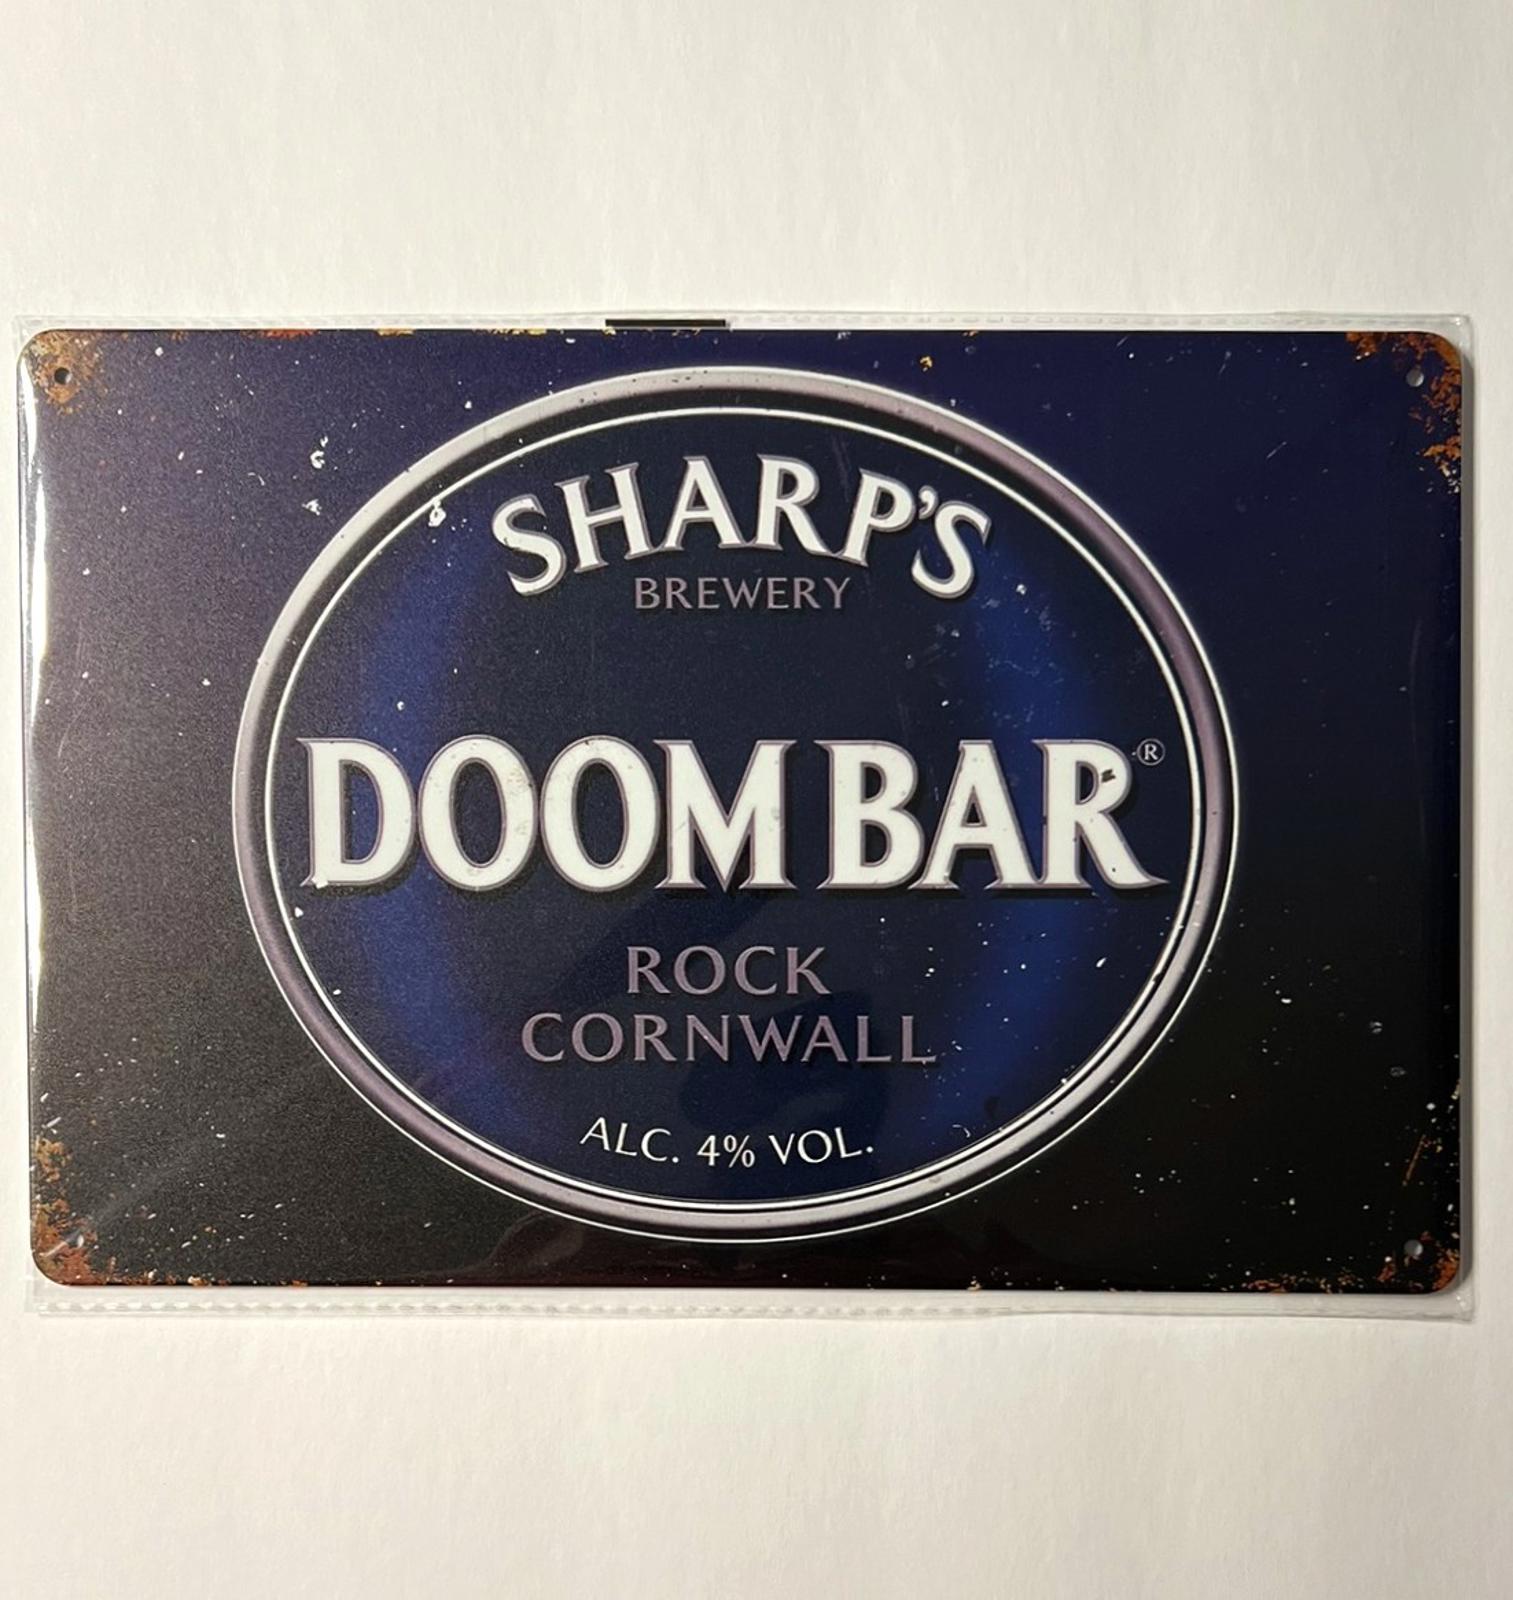 SHARP'S
BREWERY
DOOM BAR®
ROCK
CORNWALL
ALC. 4% VOL.